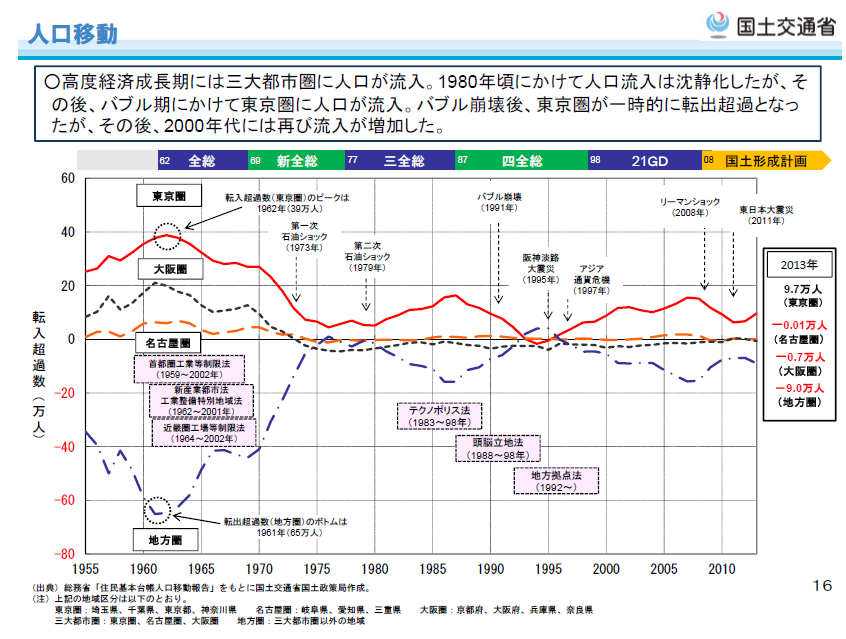 人口移動
国土交通省
○高度経済成長期には三大都市圏に人口が流入。1980年頃にかけて人口流入は沈静化したが、そ
の後、バブル期にかけて東京圏に人口が流入。バブル崩壊後、東京圏が一時的に転出超過となっ
たが、その後、2000年代には再び流入が増加した。
62 全総 69 新全総 77 三全総 87 四全総 98 21GD 08 国土形成計画
60
40
20
0
-20
-40
-60
-80
転入超過数（万人）
東京圏
転入超過数（東京圏）のピークは
1962年（39万人）
大阪圏
名古屋圏
第一次
石油ショック
（1973年）
第二次
石油ショック
（1979年）
バブル崩壊
（1991年）
阪神淡路
大震災
（1995年）
アジア
通貨危機
（1997年）
リーマンショック
（2008年）
東日本大震災
（2011年）
首都圏工業等制限法
（1959～2002年）
新産業都市法
工業整備特別地域法
（1962～2001年）
近畿圏工場等制限法
（1964～2002年）
テクノポリス法
（1983～98年）
頭脳立地法
（1988～98年）
地方拠点法
（1992～）
転出超過数（地方圏）のボトムは
1961年（65万人）
地方圏
2013年
9.7万人
（東京圏）
－0.01万人
（名古屋圏）
－0.7万人
（大阪圏）
－9.0万人
（地方圏）
1955 1960 1965 1970 1975 1980 1985 1990 1995 2000 2005 2010
（出典）総務省「住民基本台帳人口移動報告」をもとに国土交通省国土政策局作成。
（注）上記の地域区分は以下のとおり。
東京圏：埼玉県、千葉県、東京都、神奈川県 名古屋圏：岐阜県、愛知県、三重県 大阪圏：京都府、大阪府、兵庫県、奈良県
三大都市圏：東京圏、名古屋圏、大阪圏 地方圏：三大都市圏以外の地域
16